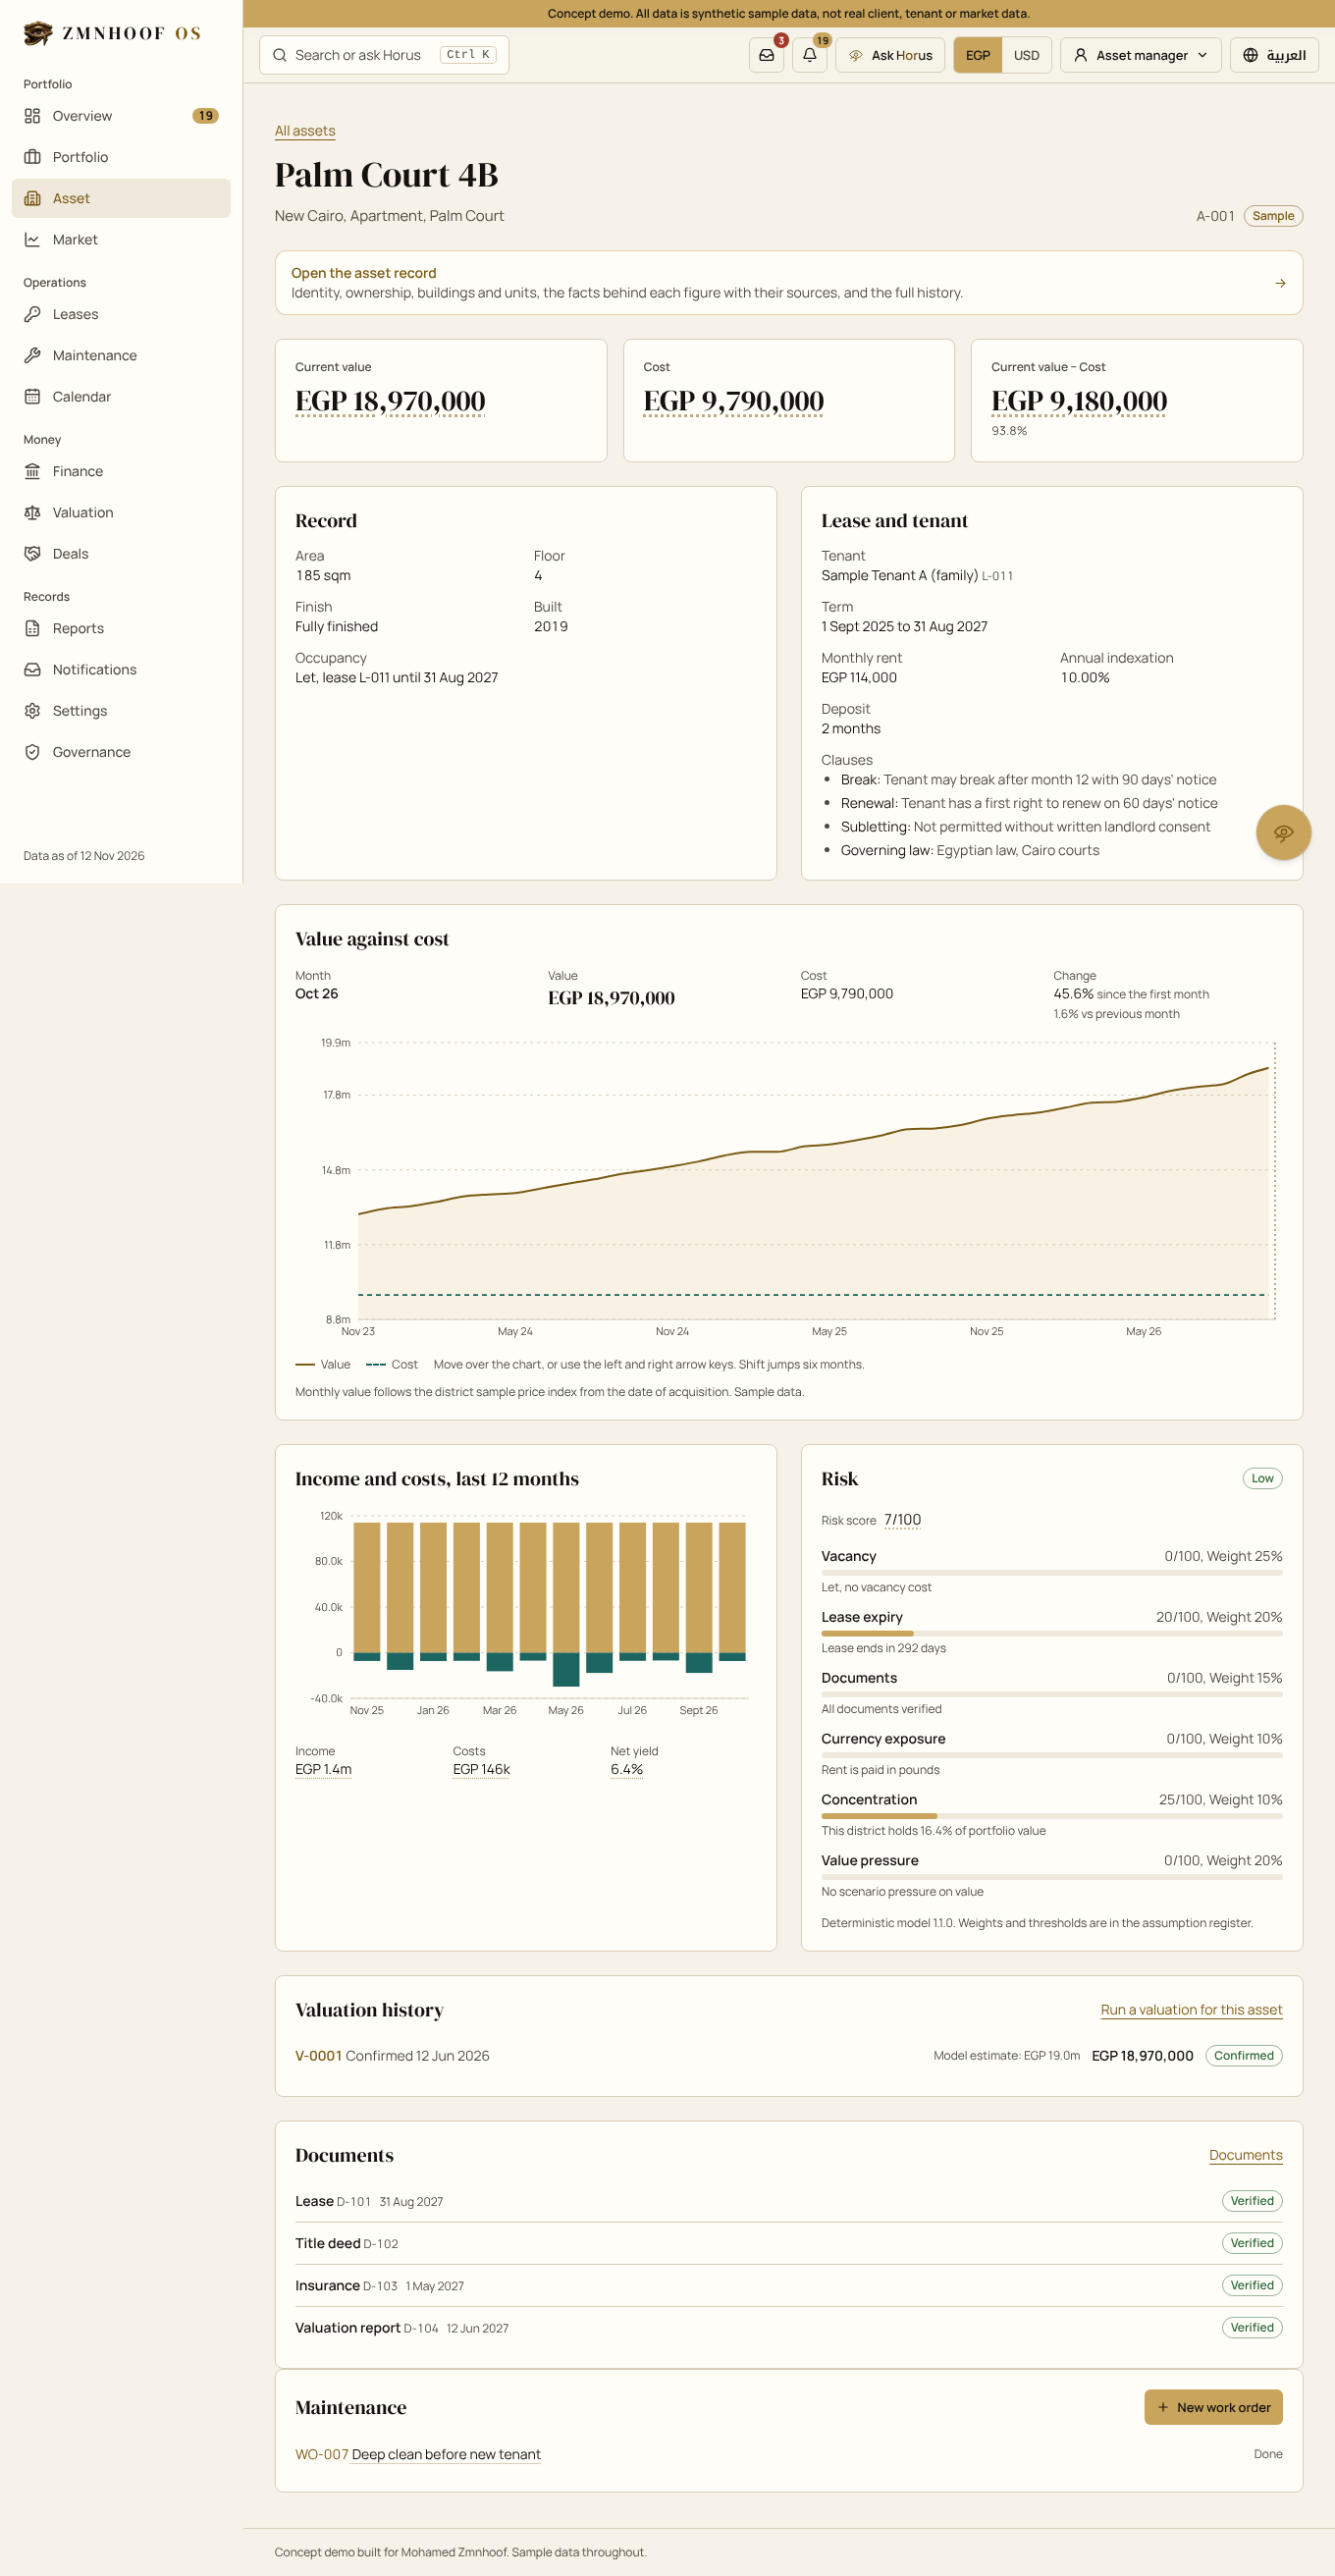 Concept demo. All data is synthetic sample data, not real client, tenant or market data.
ZMNHOOF OS
Search or ask Horus
Ctrl K
3
19
Ask Horus
EGP
USD
Asset manager
العربية
Portfolio
Overview
19
Portfolio
Asset
Market
Operations
Leases
Maintenance
Calendar
Money
Finance
Valuation
Deals
Records
Reports
Notifications
Settings
Governance
Data as of 12 Nov 2026
All assets
Palm Court 4B
New Cairo, Apartment, Palm Court
A-001
Sample
Open the asset record
Identity, ownership, buildings and units, the facts behind each figure with their sources, and the full history.
Current value
EGP 18,970,000
Cost
EGP 9,790,000
Current value − Cost
EGP 9,180,000
93.8%
Record
Area
185 sqm
Floor
4
Finish
Fully finished
Built
2019
Occupancy
Let, lease L-011 until 31 Aug 2027
Lease and tenant
Tenant
Sample Tenant A (family) L-011
Term
1 Sept 2025 to 31 Aug 2027
Monthly rent
EGP 114,000
Annual indexation
10.00%
Deposit
2 months
Clauses
Break: Tenant may break after month 12 with 90 days' notice
Renewal: Tenant has a first right to renew on 60 days' notice
Subletting: Not permitted without written landlord consent
Governing law: Egyptian law, Cairo courts
Value against cost
Month
Oct 26
Value
EGP 18,970,000
Cost
EGP 9,790,000
Change
45.6% since the first month
1.6% vs previous month
19.9m
17.8m
14.8m
11.8m
8.8m
Nov 23
May 24
Nov 24
May 25
Nov 25
May 26
Value
Cost
Move over the chart, or use the left and right arrow keys. Shift jumps six months.
Monthly value follows the district sample price index from the date of acquisition. Sample data.
Income and costs, last 12 months
120k
80.0k
40.0k
0
-40.0k
Nov 25
Jan 26
Mar 26
May 26
Jul 26
Sept 26
Income
EGP 1.4m
Costs
EGP 146k
Net yield
6.4%
Risk
Low
Risk score 7/100
Vacancy
0/100, Weight 25%
Let, no vacancy cost
Lease expiry
20/100, Weight 20%
Lease ends in 292 days
Documents
0/100, Weight 15%
All documents verified
Currency exposure
0/100, Weight 10%
Rent is paid in pounds
Concentration
25/100, Weight 10%
This district holds 16.4% of portfolio value
Value pressure
0/100, Weight 20%
No scenario pressure on value
Deterministic model 1.1.0. Weights and thresholds are in the assumption register.
Valuation history
Run a valuation for this asset
V-0001 Confirmed 12 Jun 2026
Model estimate: EGP 19.0m
EGP 18,970,000
Confirmed
Documents
Documents
Lease D-101 31 Aug 2027
Verified
Title deed D-102
Verified
Insurance D-103 1 May 2027
Verified
Valuation report D-104 12 Jun 2027
Verified
Maintenance
+ New work order
WO-007 Deep clean before new tenant
Done
Concept demo built for Mohamed Zmnhoof. Sample data throughout.